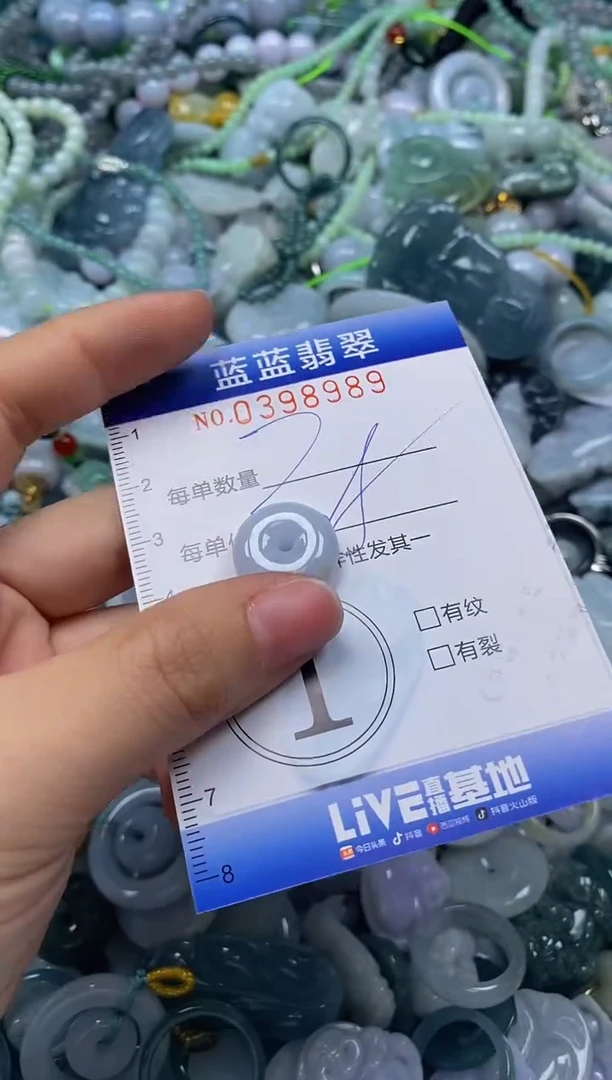 蓝蓝翡翠
NO.0398989
1
2
每单数量
3
每单
性发其一
□有纹
□有裂
1
7
8
LiVE直播基地
今日头条 抖音 西瓜视频 抖音火山版